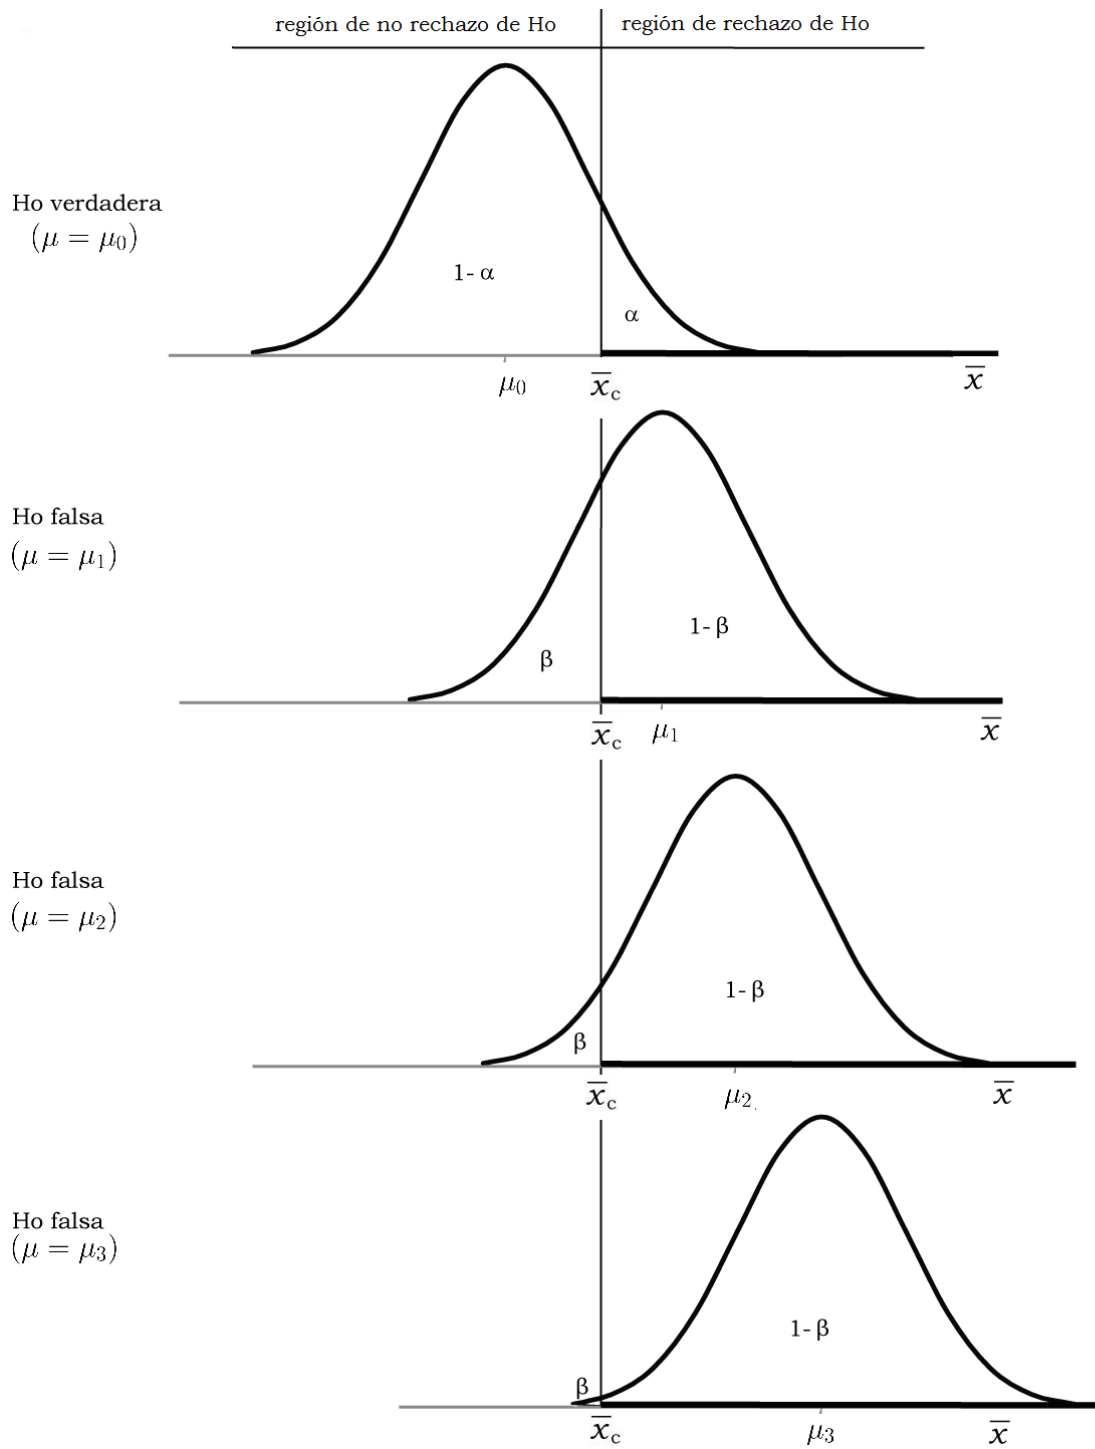 región de no rechazo de Ho
región de rechazo de Ho
Ho verdadera
(μ = μ₀)
1- α
α
μ₀
x̅c
x̅
Ho falsa
(μ = μ₁)
β
1- β
x̅c
μ₁
x̅
Ho falsa
(μ = μ₂)
β
1- β
x̅c
μ₂.
x̅
Ho falsa
(μ = μ₃)
β
1- β
x̅c
μ₃
x̅